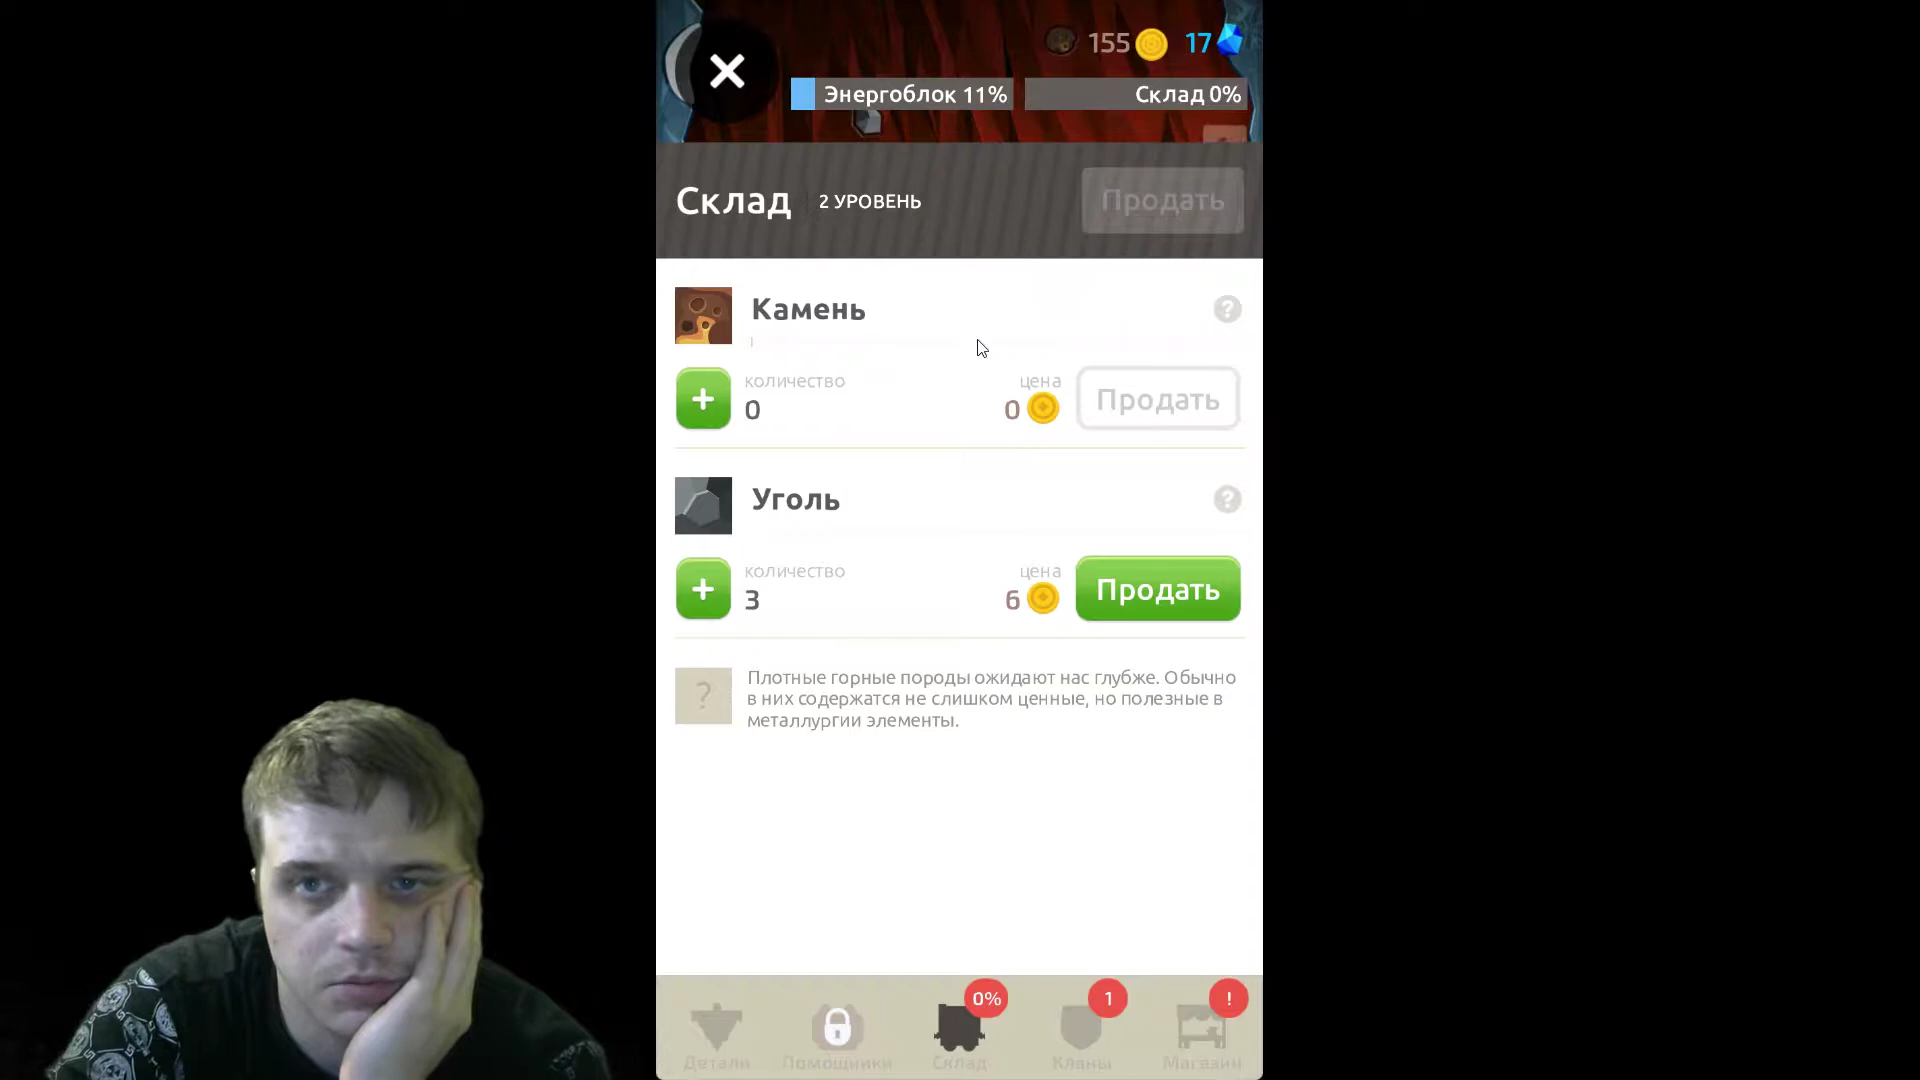 155
17
Энергоблок 11%
Склад 0%
Склад
2 УРОВЕНЬ
Продать
Камень
?
+
количество
0
цена
0
Продать
Уголь
?
+
количество
3
цена
6
Продать
?
Плотные горные породы ожидают нас глубже. Обычно
в них содержатся не слишком ценные, но полезные в
металлургии элементы.
0%
1
!
Детали
Помощники
Склад
Кланы
Магазин